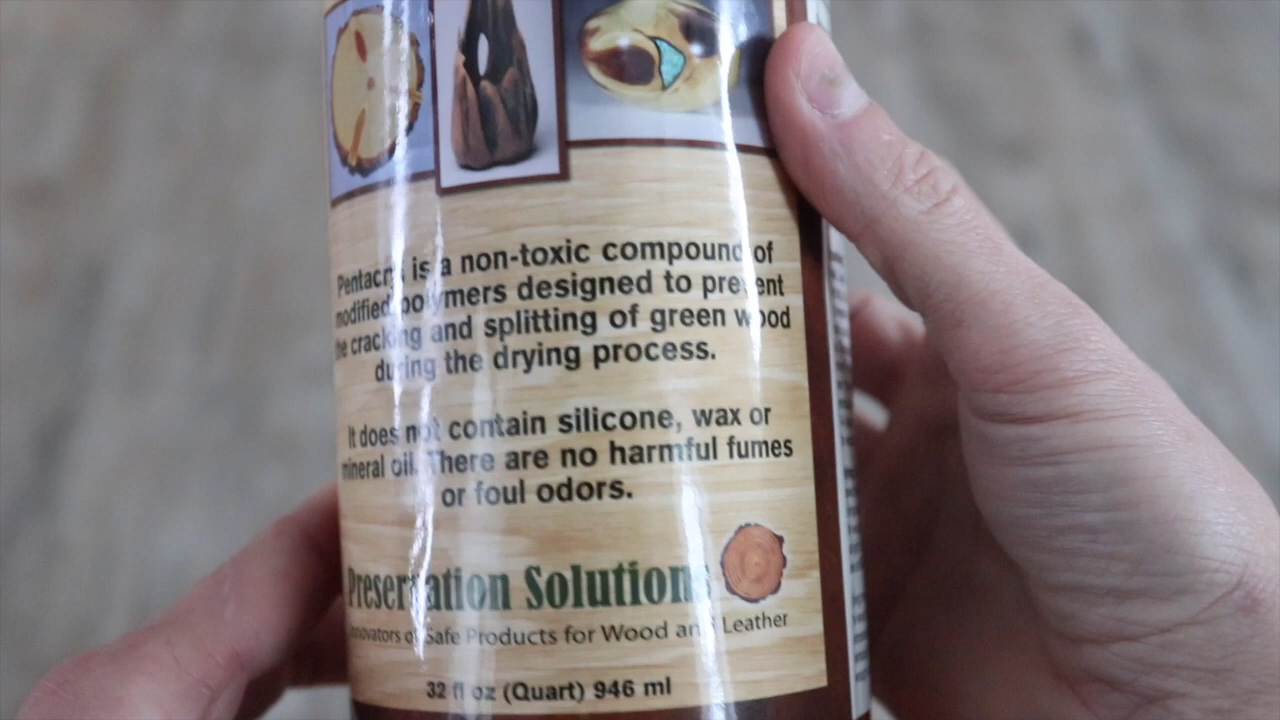 Pentacryl is a non-toxic compound of
modified polymers designed to prevent
the cracking and splitting of green wood
during the drying process.
It does not contain silicone, wax or
mineral oil. There are no harmful fumes
or foul odors.
Preservation Solutions
Innovators of Safe Products for Wood and Leather
32 fl oz (Quart) 946 ml